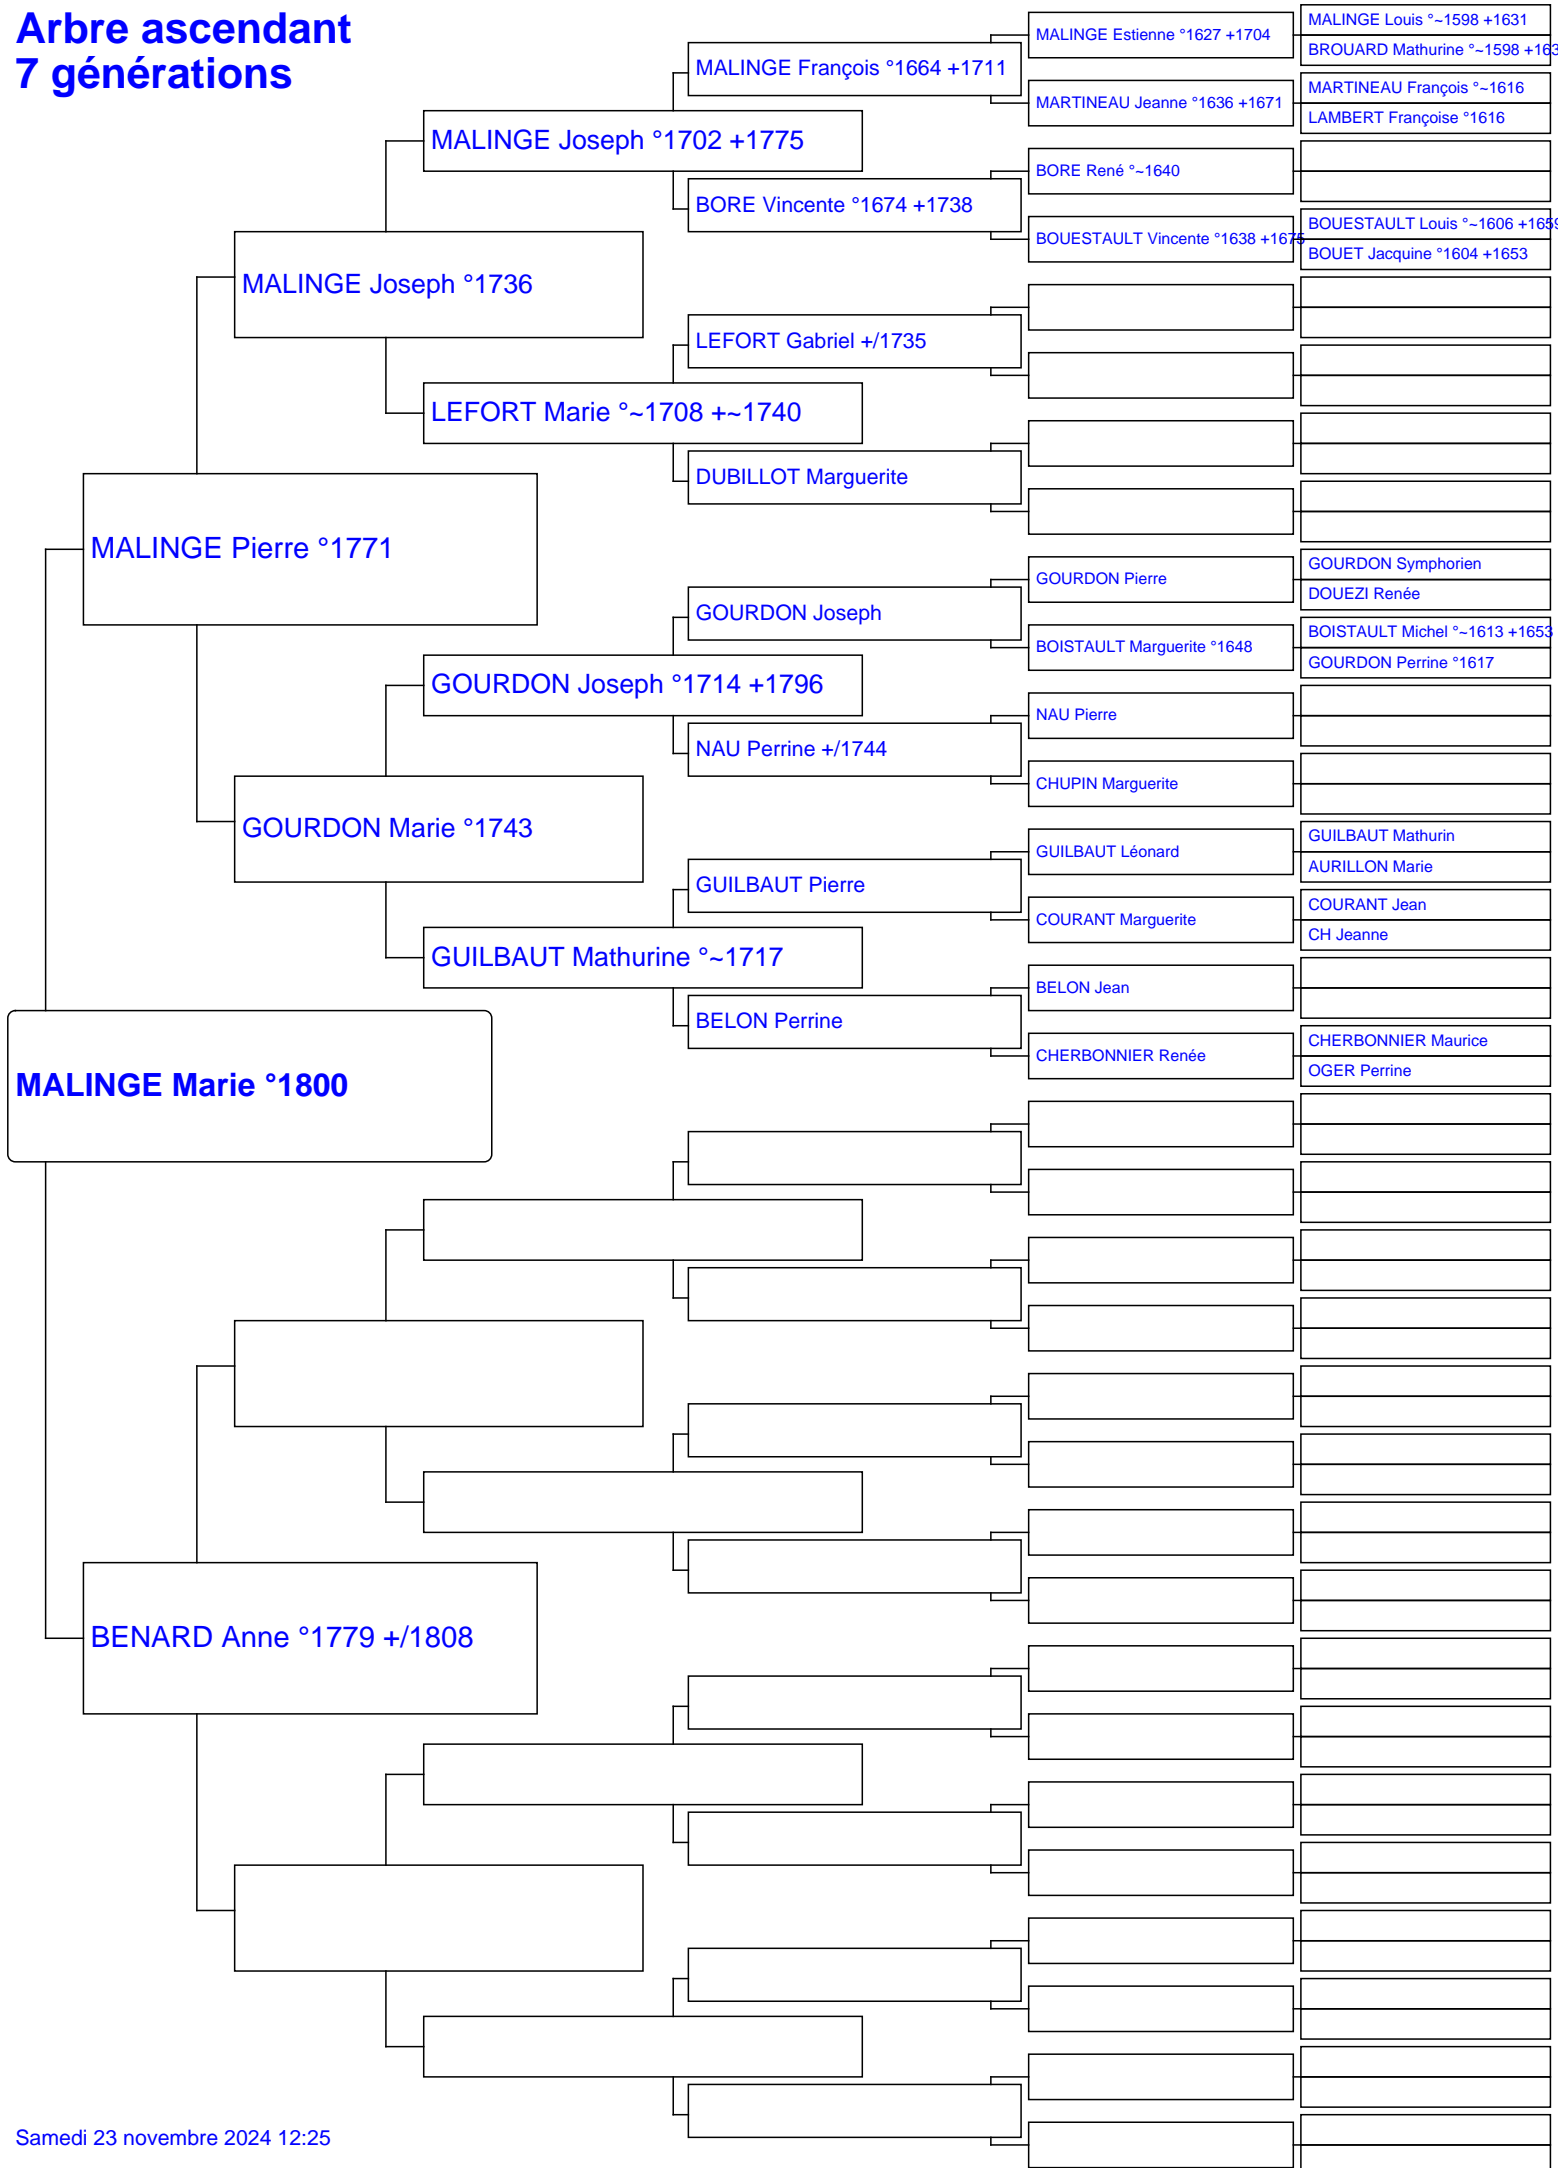 Arbre ascendant
7 générations
MALINGE Louis °~1598 +1631
MALINGE Estienne °1627 +1704
BROUARD Mathurine °~1598 +163
MALINGE François °1664 +1711
MARTINEAU François °~1616
MARTINEAU Jeanne °1636 +1671
LAMBERT Françoise °1616
MALINGE Joseph °1702 +1775
BORE René °~1640
BORE Vincente °1674 +1738
BOUESTAULT Louis °~1606 +1659
BOUESTAULT Vincente °1638 +1675
BOUET Jacquine °1604 +1653
MALINGE Joseph °1736
LEFORT Gabriel +/1735
LEFORT Marie °~1708 +~1740
DUBILLOT Marguerite
MALINGE Pierre °1771
GOURDON Symphorien
GOURDON Pierre
DOUEZI Renée
GOURDON Joseph
BOISTAULT Michel °~1613 +1653
BOISTAULT Marguerite °1648
GOURDON Perrine °1617
GOURDON Joseph °1714 +1796
NAU Pierre
NAU Perrine +/1744
CHUPIN Marguerite
GOURDON Marie °1743
GUILBAUT Mathurin
GUILBAUT Léonard
AURILLON Marie
GUILBAUT Pierre
COURANT Jean
COURANT Marguerite
CH Jeanne
GUILBAUT Mathurine °~1717
BELON Jean
BELON Perrine
CHERBONNIER Maurice
CHERBONNIER Renée
OGER Perrine
MALINGE Marie °1800
BENARD Anne °1779 +/1808
Samedi 23 novembre 2024 12:25